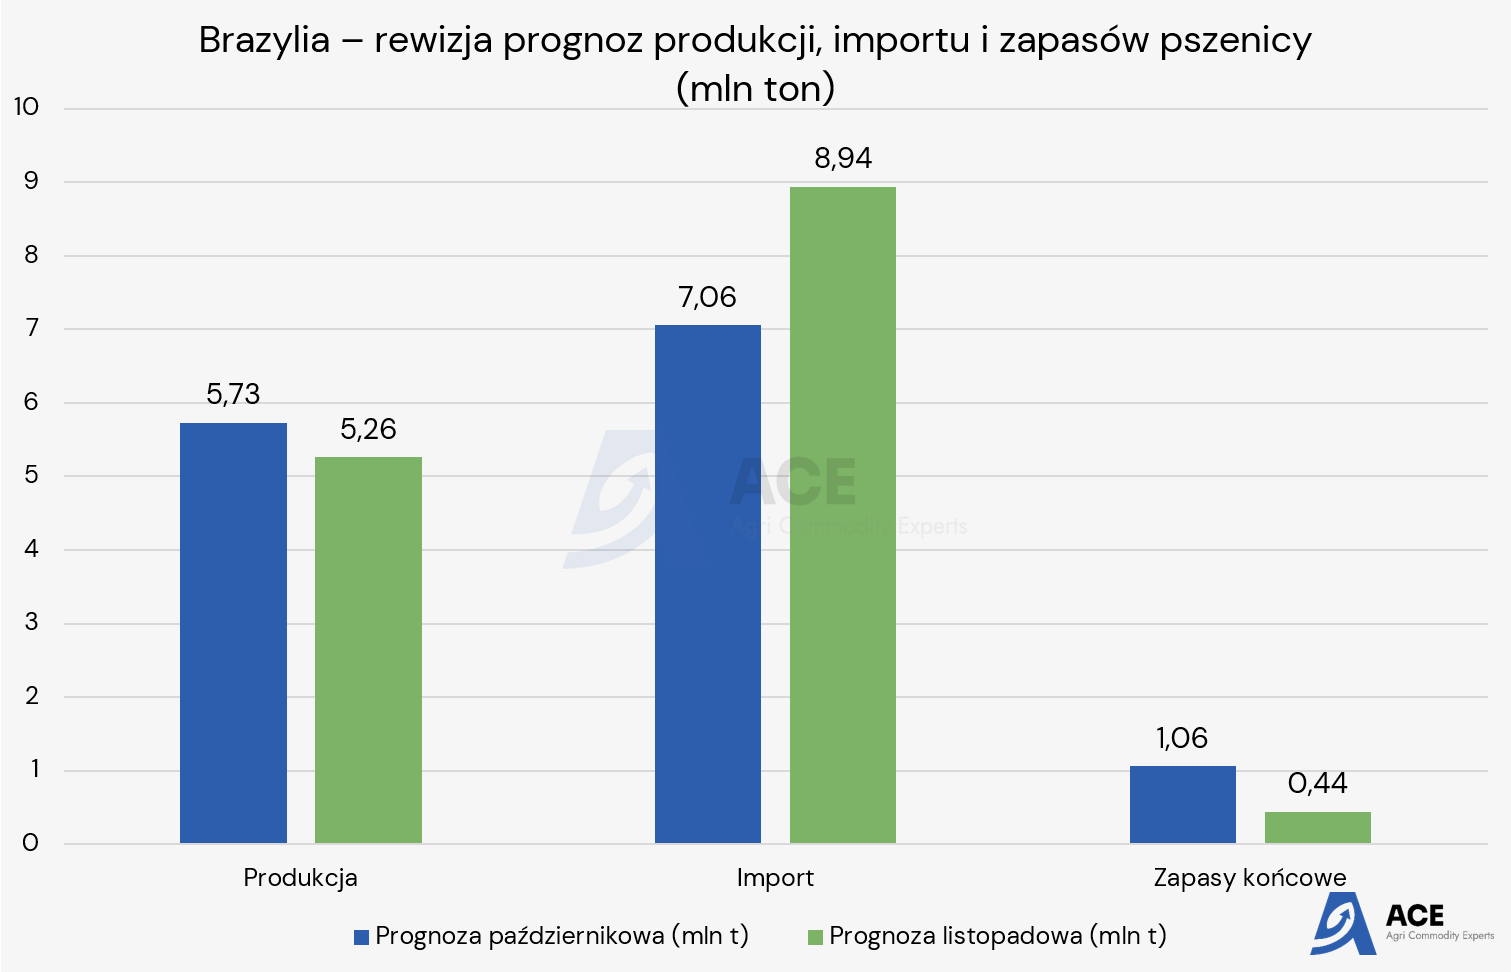 Brazylia – rewizja prognoz produkcji, importu i zapasów pszenicy
(mln ton)
10
9
8
7
6
5
4
3
2
1
0
5,73
5,26
7,06
8,94
1,06
0,44
ACE
Agri Commodity Experts
Produkcja
Import
Zapasy końcowe
Prognoza październikowa (mln t)
Prognoza listopadowa (mln t)
ACE
Agri Commodity Experts